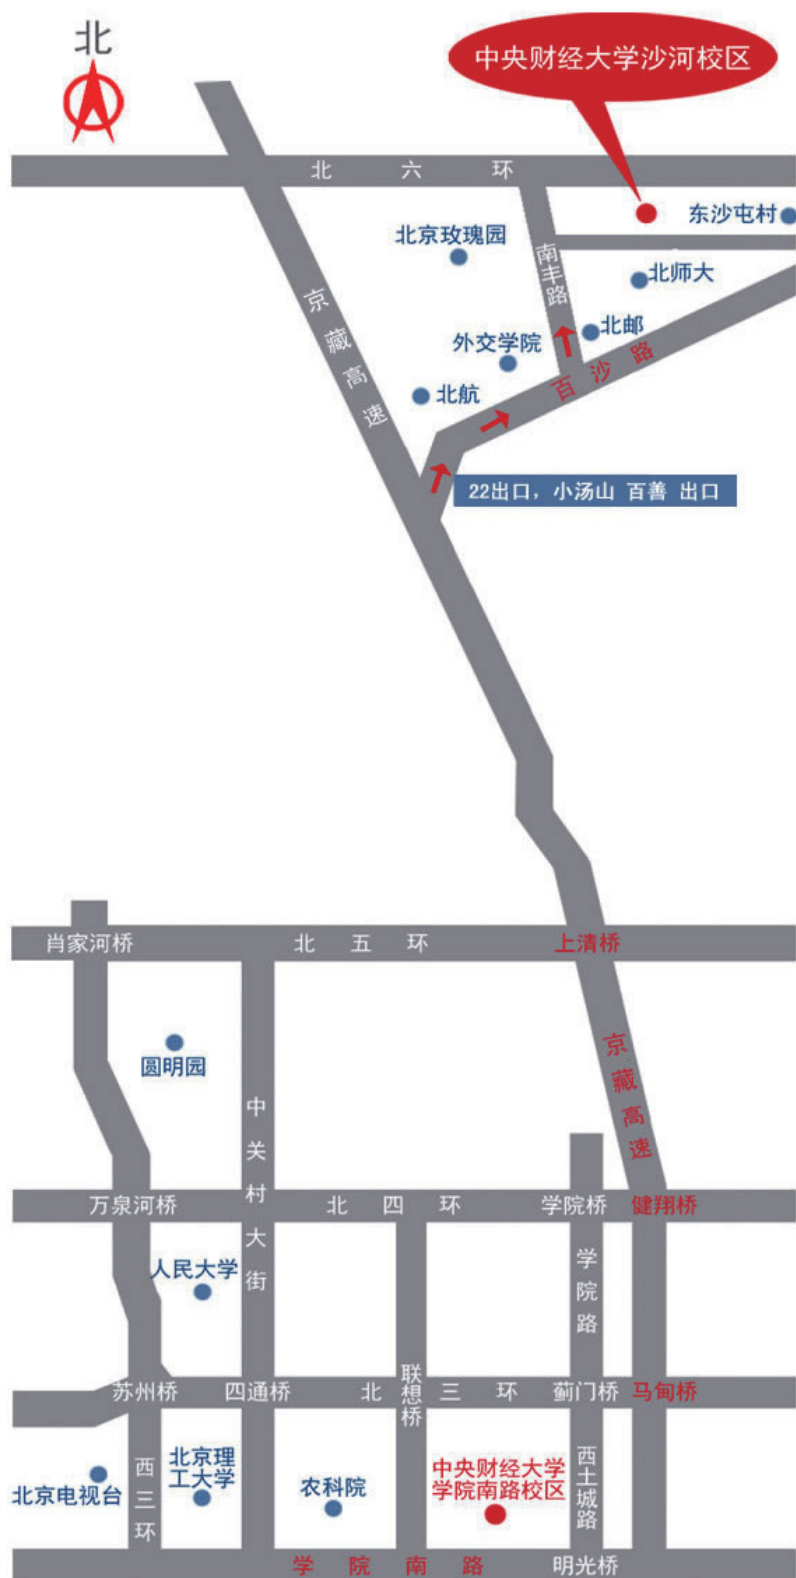 北
中央财经大学沙河校区
北六环
东沙屯村
北京玫瑰园
南丰路
北师大
京藏高速
外交学院
北邮
百沙路
北航
22出口，小汤山 百善 出口
肖家河桥
北五环
上清桥
圆明园
京藏高速
中关村大街
万泉河桥
北四环
学院桥
健翔桥
人民大学
学院路
苏州桥
四通桥
北三环
联想桥
蓟门桥
马甸桥
北京电视台
西三环
北京理
工大学
农科院
中央财经大学
学院南路校区
西土城路
学院南路
明光桥